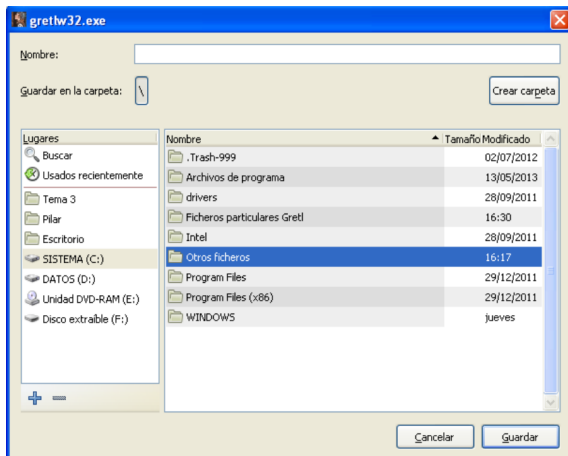 gretlw32.exe
Nombre:
Guardar en la carpeta: \ Crear carpeta
Lugares
Buscar
Usados recientemente
Tema 3
Pilar
Escritorio
SISTEMA (C:)
DATOS (D:)
Unidad DVD-RAM (E:)
Disco extraíble (F:)
Nombre Tamaño Modificado
.Trash-999 02/07/2012
Archivos de programa 13/05/2013
drivers 28/09/2011
Ficheros particulares Gretl 16:30
Intel 28/09/2011
Otros ficheros 16:17
Program Files 29/12/2011
Program Files (x86) 29/12/2011
WINDOWS jueves
Cancelar Guardar